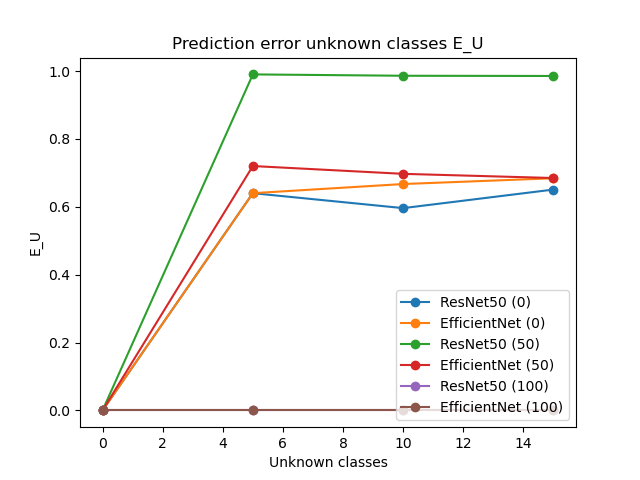 Prediction error unknown classes E_U
1.0
0.8
0.6
0.4
0.2
0.0
E_U
0 2 4 6 8 10 12 14
Unknown classes
ResNet50 (0)
EfficientNet (0)
ResNet50 (50)
EfficientNet (50)
ResNet50 (100)
EfficientNet (100)